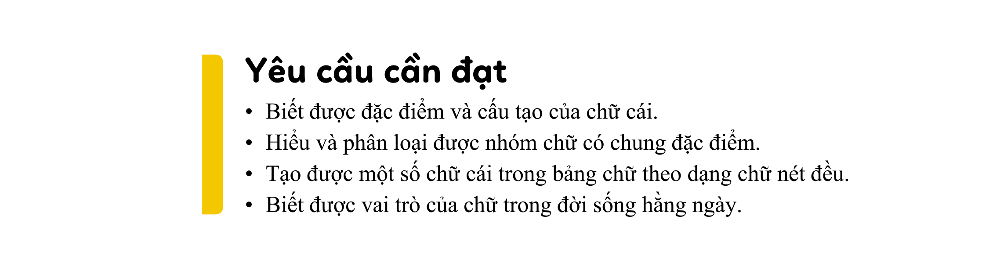 Yêu cầu cần đạt
• Biết được đặc điểm và cấu tạo của chữ cái.
• Hiểu và phân loại được nhóm chữ có chung đặc điểm.
• Tạo được một số chữ cái trong bảng chữ theo dạng chữ nét đều.
• Biết được vai trò của chữ trong đời sống hằng ngày.